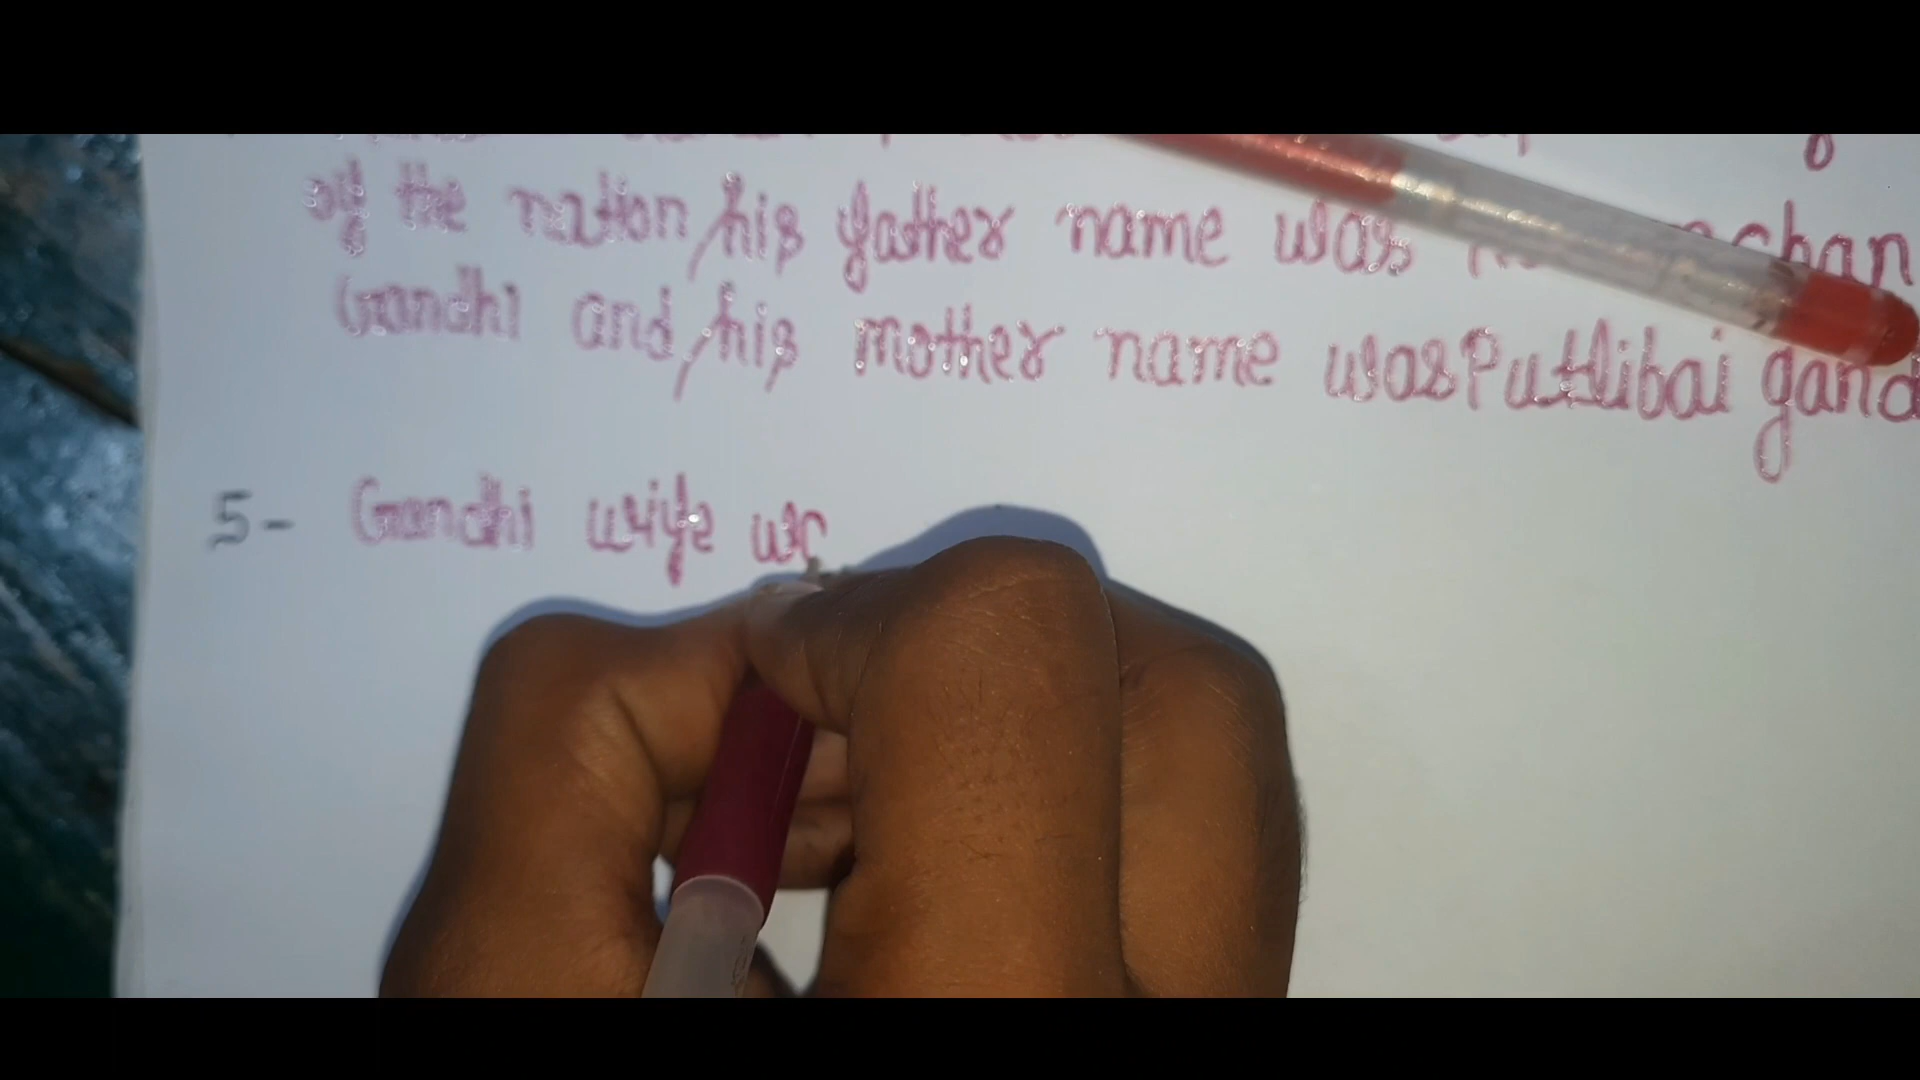 of the nation, his father name was
Gandhi and, his mother name was Putlibai gand
5- Gandhi wife wa